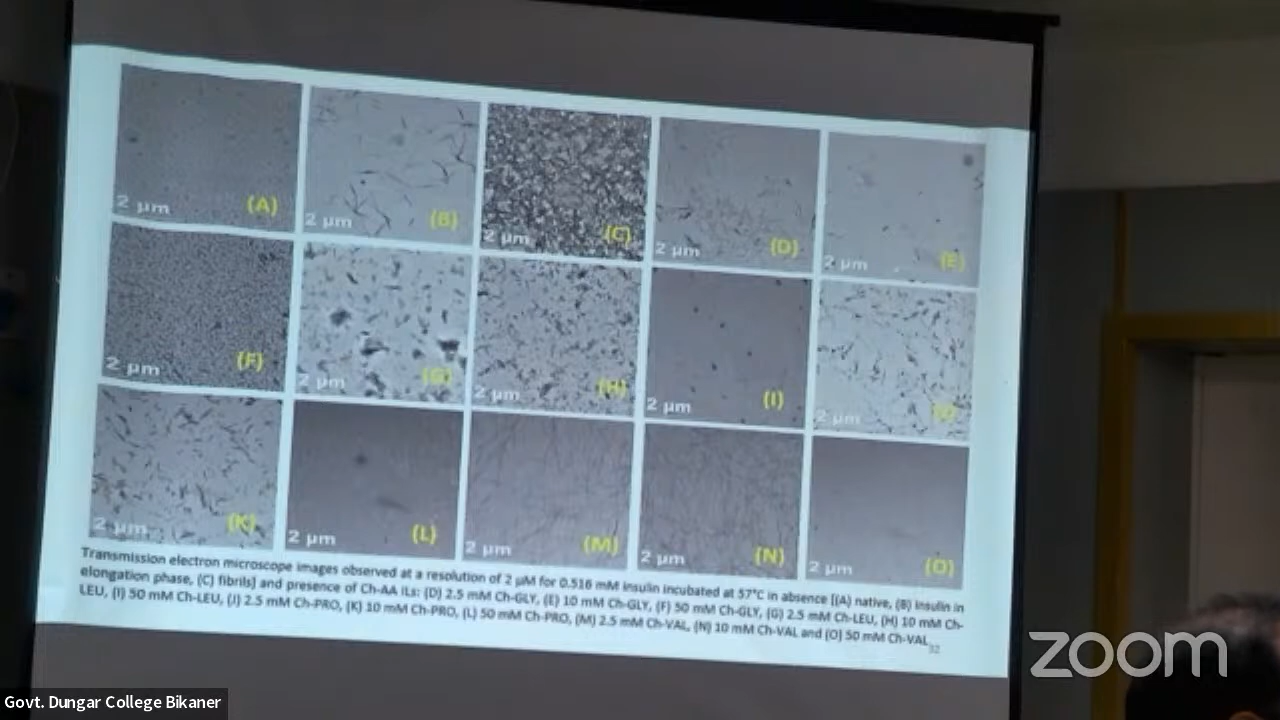 2 μm (A)
2 μm (B)
2 μm (C)
2 μm (D)
2 μm (E)
2 μm (F)
2 μm (G)
2 μm (H)
2 μm (I)
2 μm (J)
2 μm (K)
2 μm (L)
2 μm (M)
2 μm (N)
2 μm (O)
Transmission electron microscope images observed at a resolution of 2 μM for 0.516 mM insulin incubated at 57°C in absence [(A) native, (B) insulin in
elongation phase, (C) fibrils] and presence of Ch-AA ILs: (D) 2.5 mM Ch-GLY, (E) 10 mM Ch-GLY, (F) 50 mM Ch-GLY, (G) 2.5 mM Ch-LEU, (H) 10 mM Ch-
LEU, (I) 50 mM Ch-LEU, (J) 2.5 mM Ch-PRO, (K) 10 mM Ch-PRO, (L) 50 mM Ch-PRO, (M) 2.5 mM Ch-VAL, (N) 10 mM Ch-VAL and (O) 50 mM Ch-VAL
32
zoom
Govt. Dungar College Bikaner